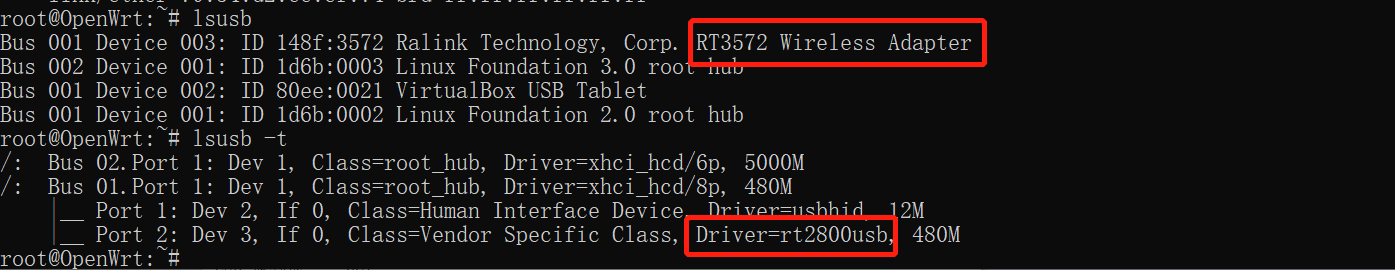 root@OpenWrt:~# lsusb
Bus 001 Device 003: ID 148f:3572 Ralink Technology, Corp. RT3572 Wireless Adapter
Bus 002 Device 001: ID 1d6b:0003 Linux Foundation 3.0 root hub
Bus 001 Device 002: ID 80ee:0021 VirtualBox USB Tablet
Bus 001 Device 001: ID 1d6b:0002 Linux Foundation 2.0 root hub
root@OpenWrt:~# lsusb -t
/:  Bus 02.Port 1: Dev 1, Class=root_hub, Driver=xhci_hcd/6p, 5000M
/:  Bus 01.Port 1: Dev 1, Class=root_hub, Driver=xhci_hcd/8p, 480M
    |__ Port 1: Dev 2, If 0, Class=Human Interface Device, Driver=usbhid, 12M
    |__ Port 2: Dev 3, If 0, Class=Vendor Specific Class, Driver=rt2800usb, 480M
root@OpenWrt:~#